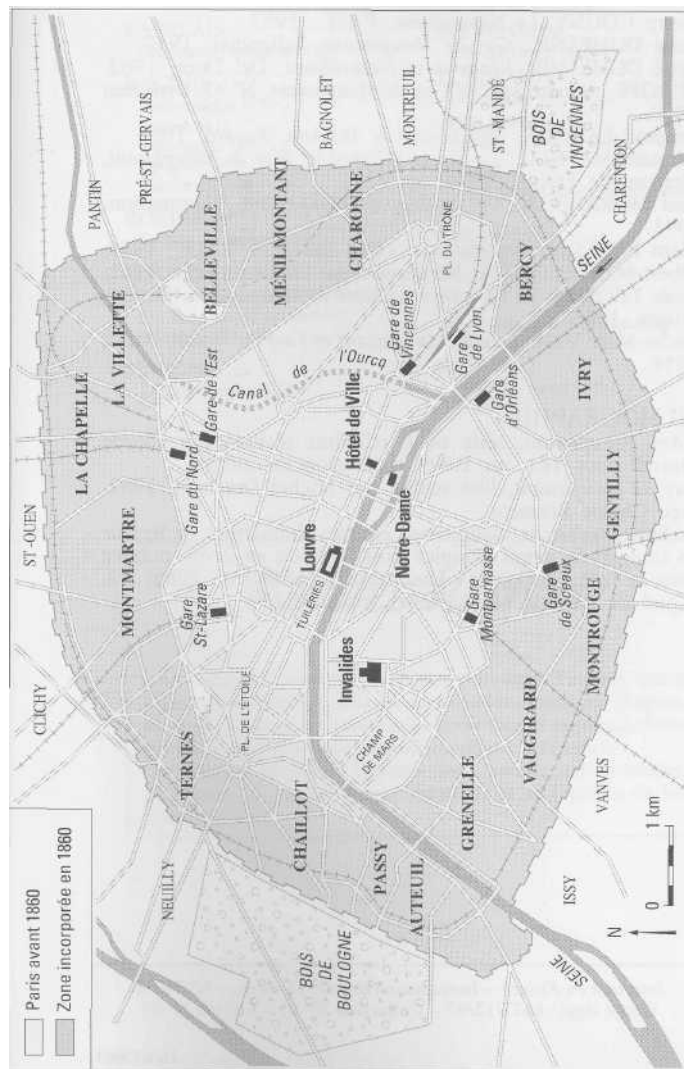 Paris avant 1860
Zone incorporée en 1860
ST-OUEN
CLICHY
PANTIN
PRÉ-ST-GERVAIS
NEUILLY
LA CHAPELLE
LA VILLETTE
MONTMARTRE
BELLEVILLE
Gare du Nord
Gare de l'Est
TERNES
Gare
St-Lazare
MÉNILMONTANT
BAGNOLET
PL. DE L'ÉTOILE
Canal de l'Ourcq
CHARONNE
MONTREUIL
CHAILLOT
TUILERIES
Louvre
Hôtel de Ville
Gare de
Vincennes
PL. DU TRÔNE
ST-MANDÉ
BOIS
DE
BOULOGNE
PASSY
CHAMP
DE MARS
Invalides
Notre-Dame
Gare
de Lyon
BOIS
DE
VINCENNES
AUTEUIL
GRENELLE
Gare
d'Orléans
BERCY
Gare
Montparnasse
SEINE
CHARENTON
VAUGIRARD
Gare
de Sceaux
IVRY
SEINE
MONTROUGE
GENTILLY
ISSY
VANVES
N
0 1 km